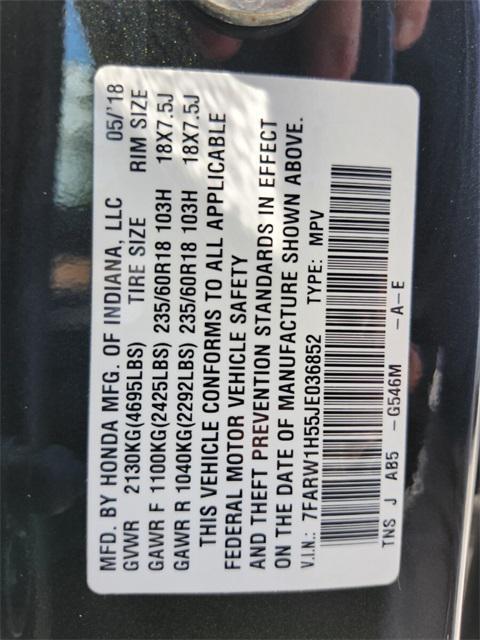 MFD. BY HONDA MFG. OF INDIANA, LLC 05/'18
GVWR 2130KG(4695LBS) TIRE SIZE RIM SIZE
GAWR F 1100KG(2425LBS) 235/60R18 103H 18X7.5J
GAWR R 1040KG(2292LBS) 235/60R18 103H 18X7.5J
THIS VEHICLE CONFORMS TO ALL APPLICABLE
FEDERAL MOTOR VEHICLE SAFETY
AND THEFT PREVENTION STANDARDS IN EFFECT
ON THE DATE OF MANUFACTURE SHOWN ABOVE.
V.I.N.: 7FARW1H55JE036852 TYPE: MPV
TNS J AB5 -G546M -A-E